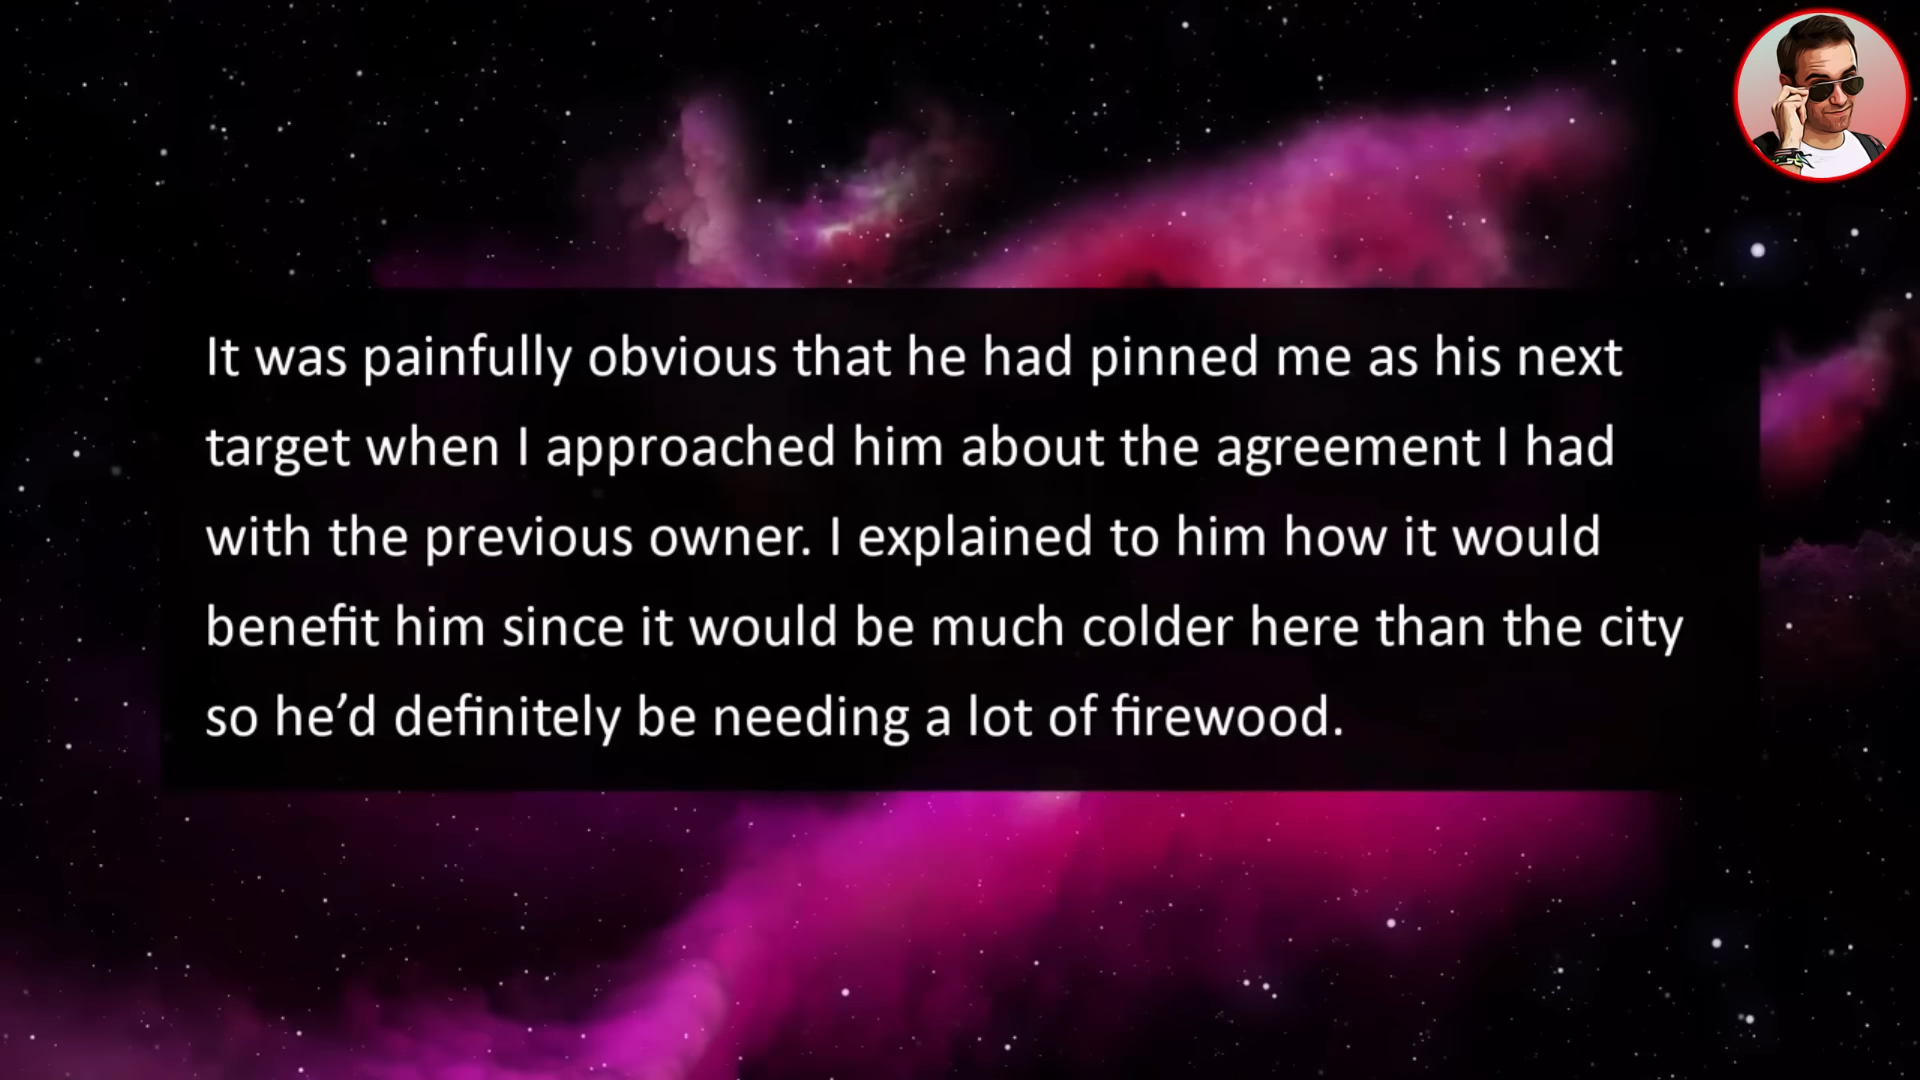 It was painfully obvious that he had pinned me as his next
target when I approached him about the agreement I had
with the previous owner. I explained to him how it would
benefit him since it would be much colder here than the city
so he’d definitely be needing a lot of firewood.